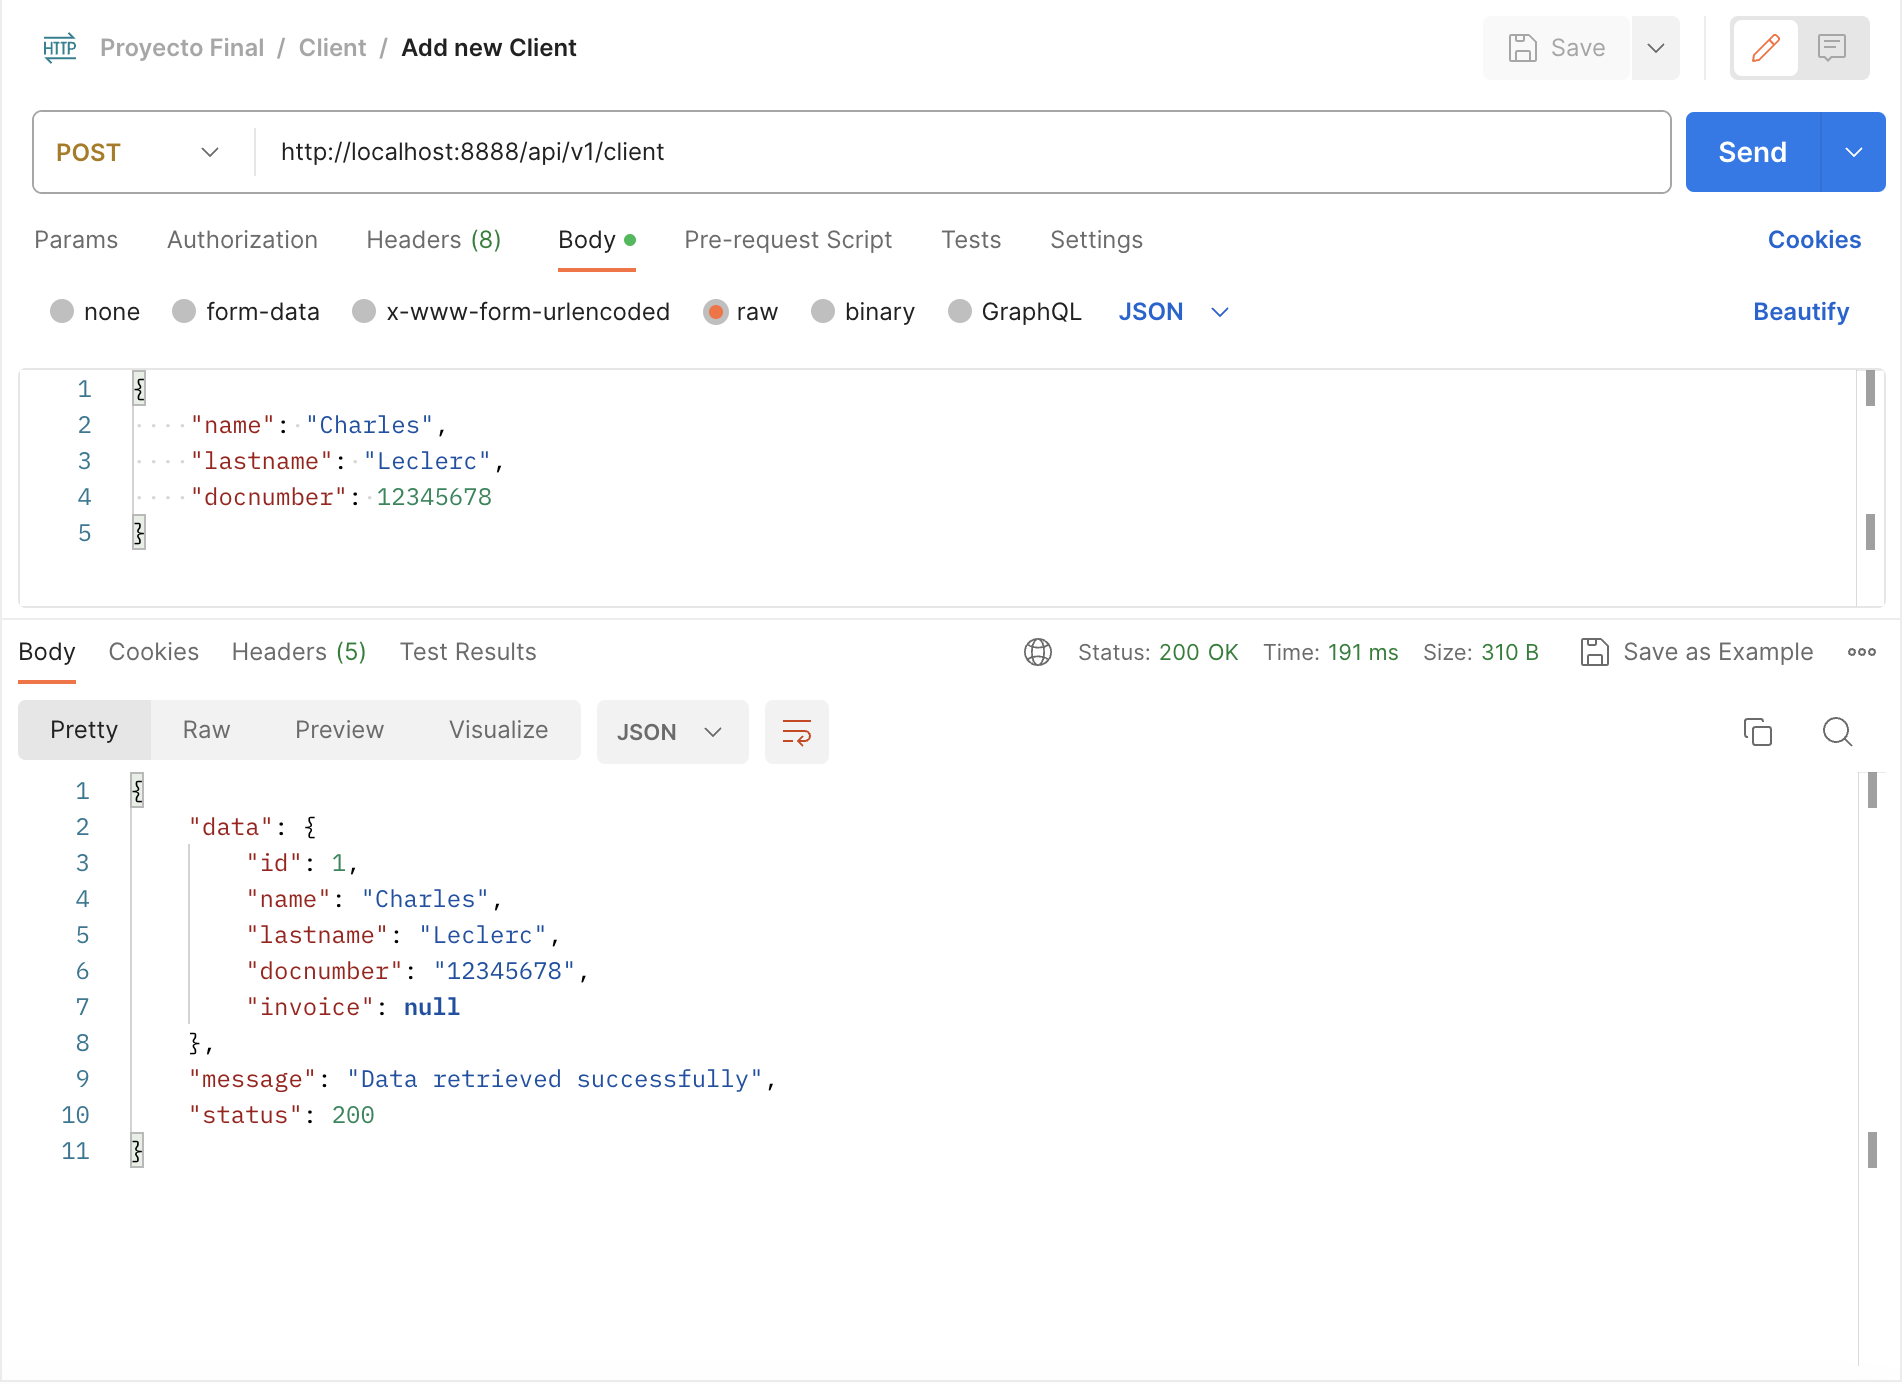 HTTP Proyecto Final / Client / Add new Client Save
POST http://localhost:8888/api/v1/client Send
Params Authorization Headers (8) Body Pre-request Script Tests Settings Cookies
none form-data x-www-form-urlencoded raw binary GraphQL JSON Beautify
1 {
2 "name": "Charles",
3 "lastname": "Leclerc",
4 "docnumber": 12345678
5 }
Body Cookies Headers (5) Test Results Status: 200 OK Time: 191 ms Size: 310 B Save as Example
Pretty Raw Preview Visualize JSON
1 {
2 "data": {
3 "id": 1,
4 "name": "Charles",
5 "lastname": "Leclerc",
6 "docnumber": "12345678",
7 "invoice": null
8 },
9 "message": "Data retrieved successfully",
10 "status": 200
11 }